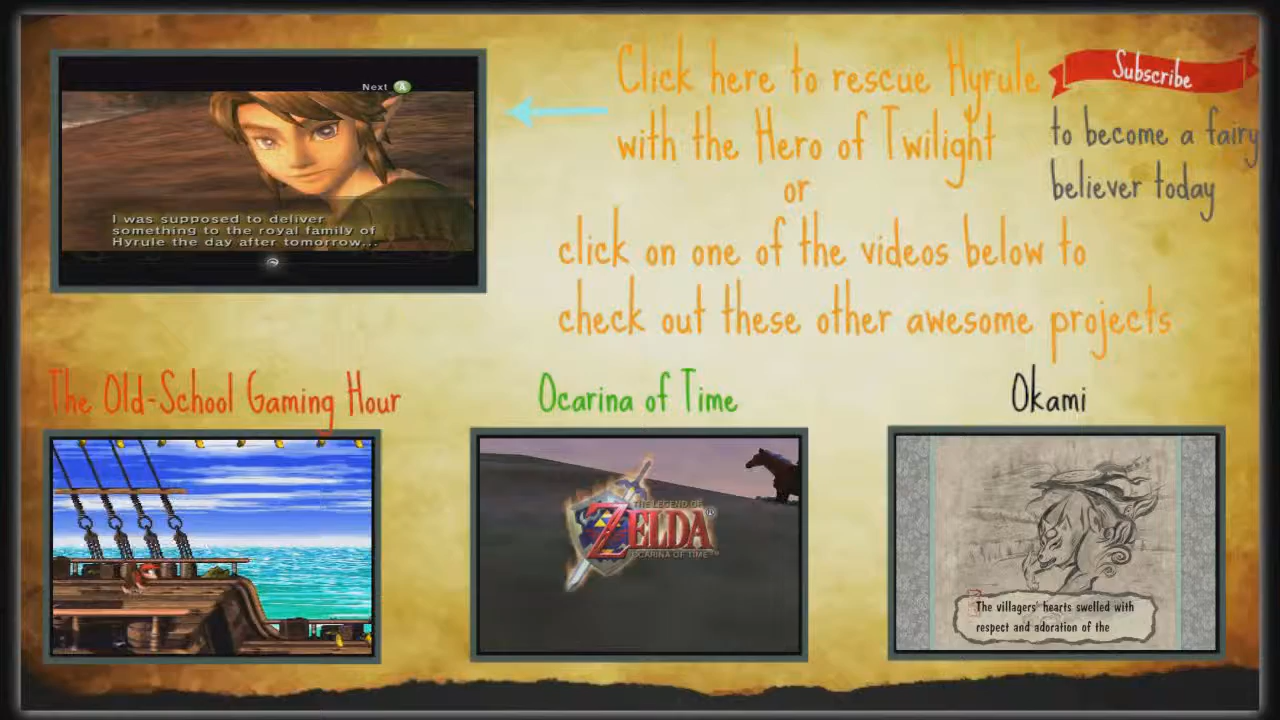 Next A
I was supposed to deliver
something to the royal family of
Hyrule the day after tomorrow...
Click here to rescue Hyrule
with the Hero of Twilight
or
click on one of the videos below to
check out these other awesome projects
Subscribe
to become a fairy
believer today
The Old-School Gaming Hour
Ocarina of Time
THE LEGEND OF
ZELDA
OCARINA OF TIME
Okami
The villagers' hearts swelled with
respect and adoration of the